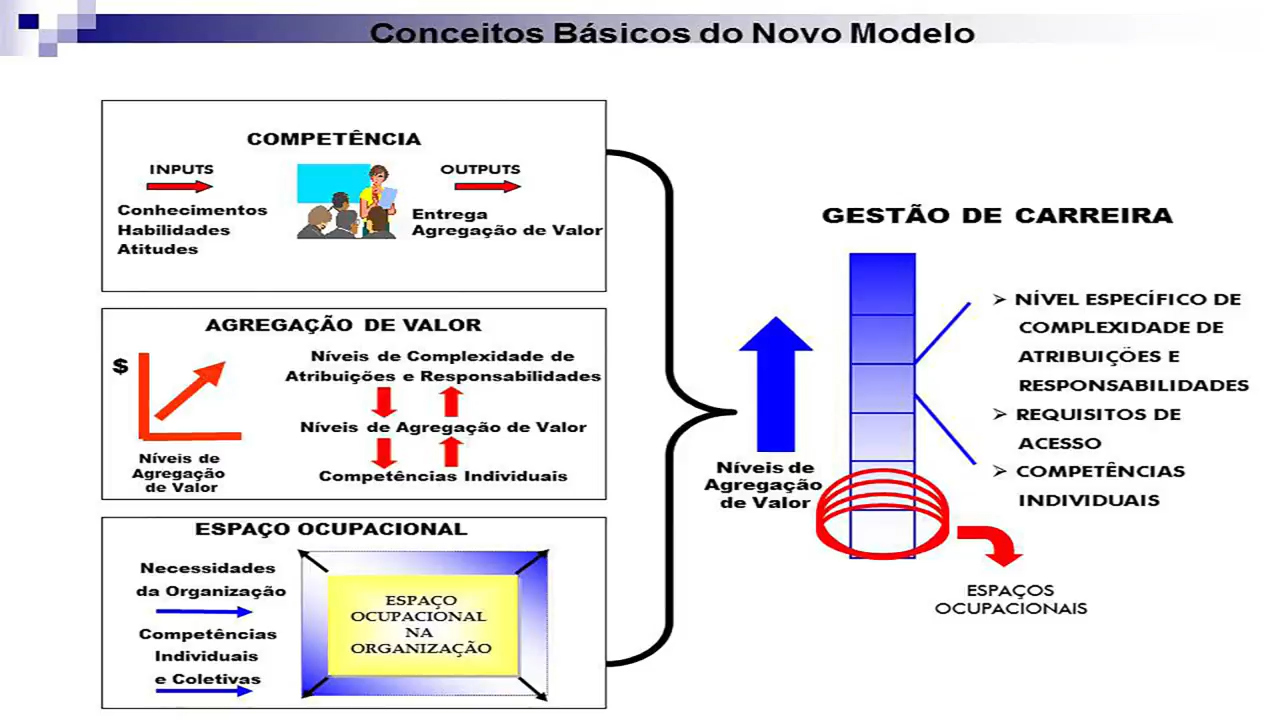 Conceitos Básicos do Novo Modelo
COMPETÊNCIA
INPUTS
Conhecimentos
Habilidades
Atitudes
OUTPUTS
Entrega
Agregação de Valor
AGREGAÇÃO DE VALOR
$
Níveis de
Agregação
de Valor
Níveis de Complexidade de
Atribuições e Responsabilidades
Níveis de Agregação de Valor
Competências Individuais
ESPAÇO OCUPACIONAL
Necessidades
da Organização
Competências
Individuais
e Coletivas
ESPAÇO
OCUPACIONAL
NA
ORGANIZAÇÃO
GESTÃO DE CARREIRA
Níveis de
Agregação
de Valor
➢ NÍVEL ESPECÍFICO DE
COMPLEXIDADE DE
ATRIBUIÇÕES E
RESPONSABILIDADES
➢ REQUISITOS DE
ACESSO
➢ COMPETÊNCIAS
INDIVIDUAIS
ESPAÇOS
OCUPACIONAIS